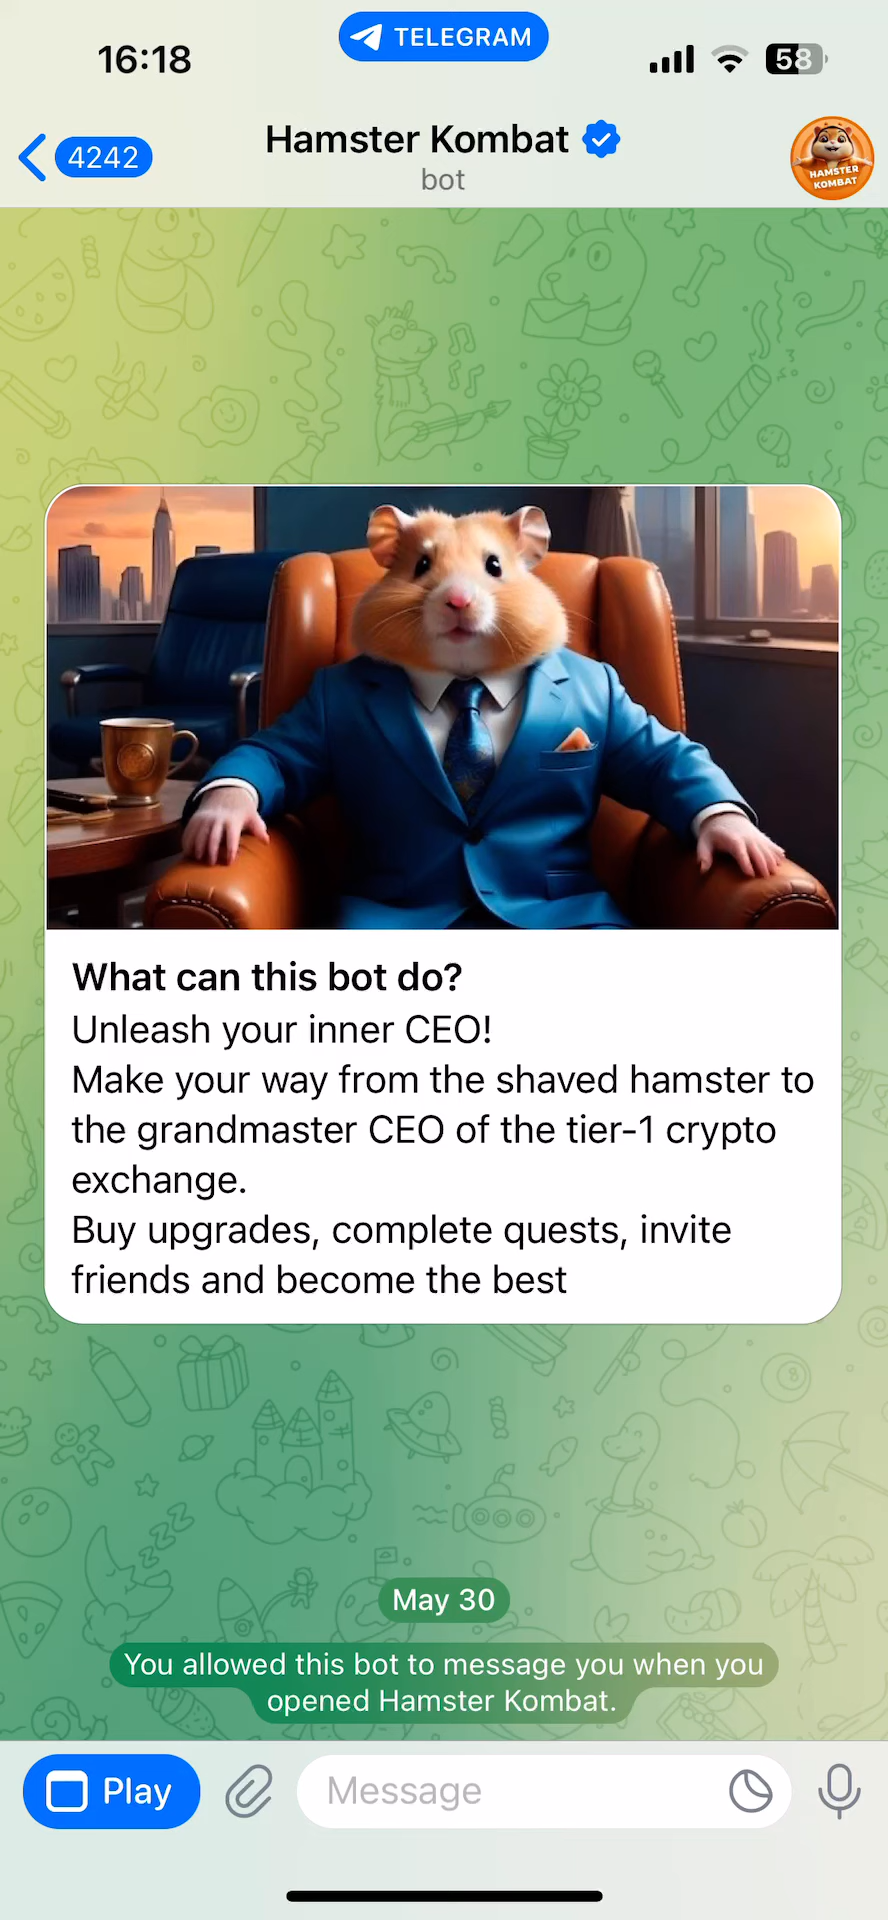 TELEGRAM
16:18
58
4242
Hamster Kombat
bot
HAMSTER
KOMBAT
What can this bot do?
Unleash your inner CEO!
Make your way from the shaved hamster to
the grandmaster CEO of the tier-1 crypto
exchange.
Buy upgrades, complete quests, invite
friends and become the best
May 30
You allowed this bot to message you when you
opened Hamster Kombat.
Play
Message